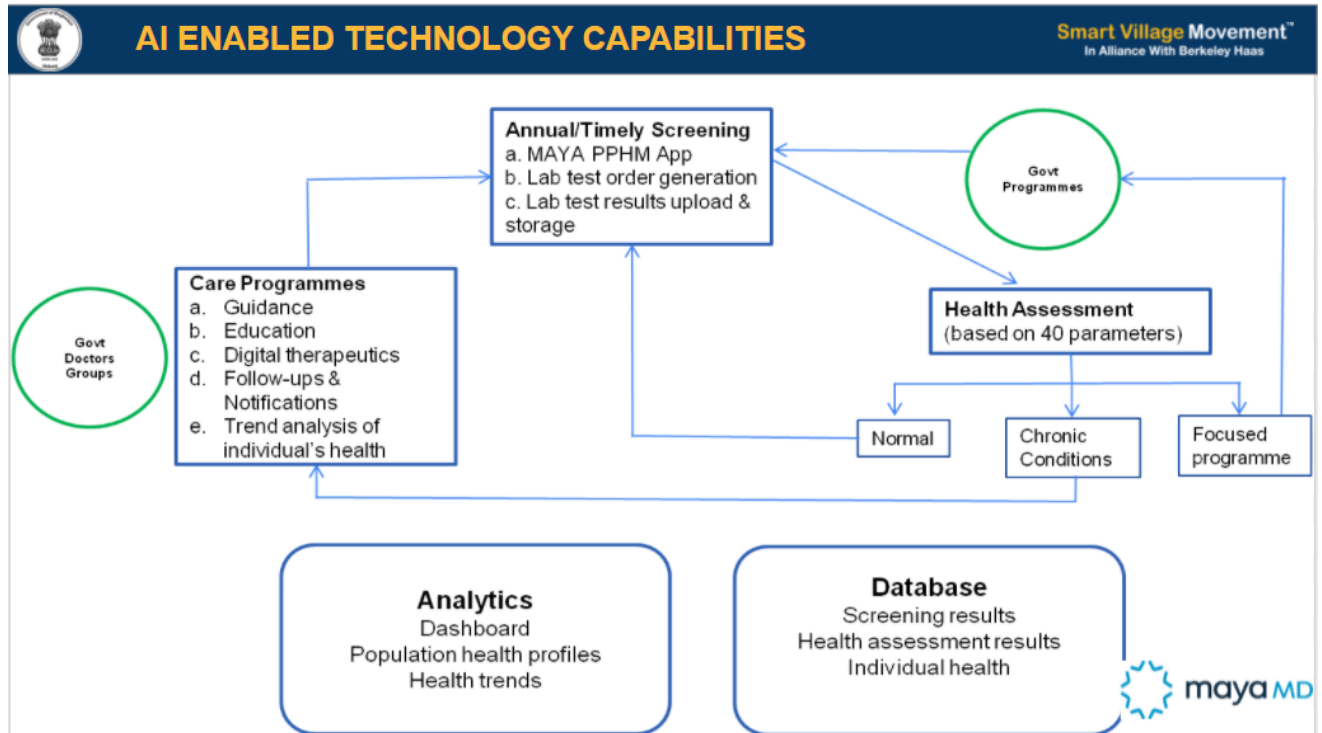 AI ENABLED TECHNOLOGY CAPABILITIES
Smart Village Movement™
In Alliance With Berkeley Haas
Annual/Timely Screening
a. MAYA PPHM App
b. Lab test order generation
c. Lab test results upload &
storage
Govt
Programmes
Care Programmes
a. Guidance
b. Education
c. Digital therapeutics
d. Follow-ups &
Notifications
e. Trend analysis of
individual's health
Govt
Doctors
Groups
Health Assessment
(based on 40 parameters)
Normal
Chronic
Conditions
Focused
programme
Analytics
Dashboard
Population health profiles
Health trends
Database
Screening results
Health assessment results
Individual health
maya MD